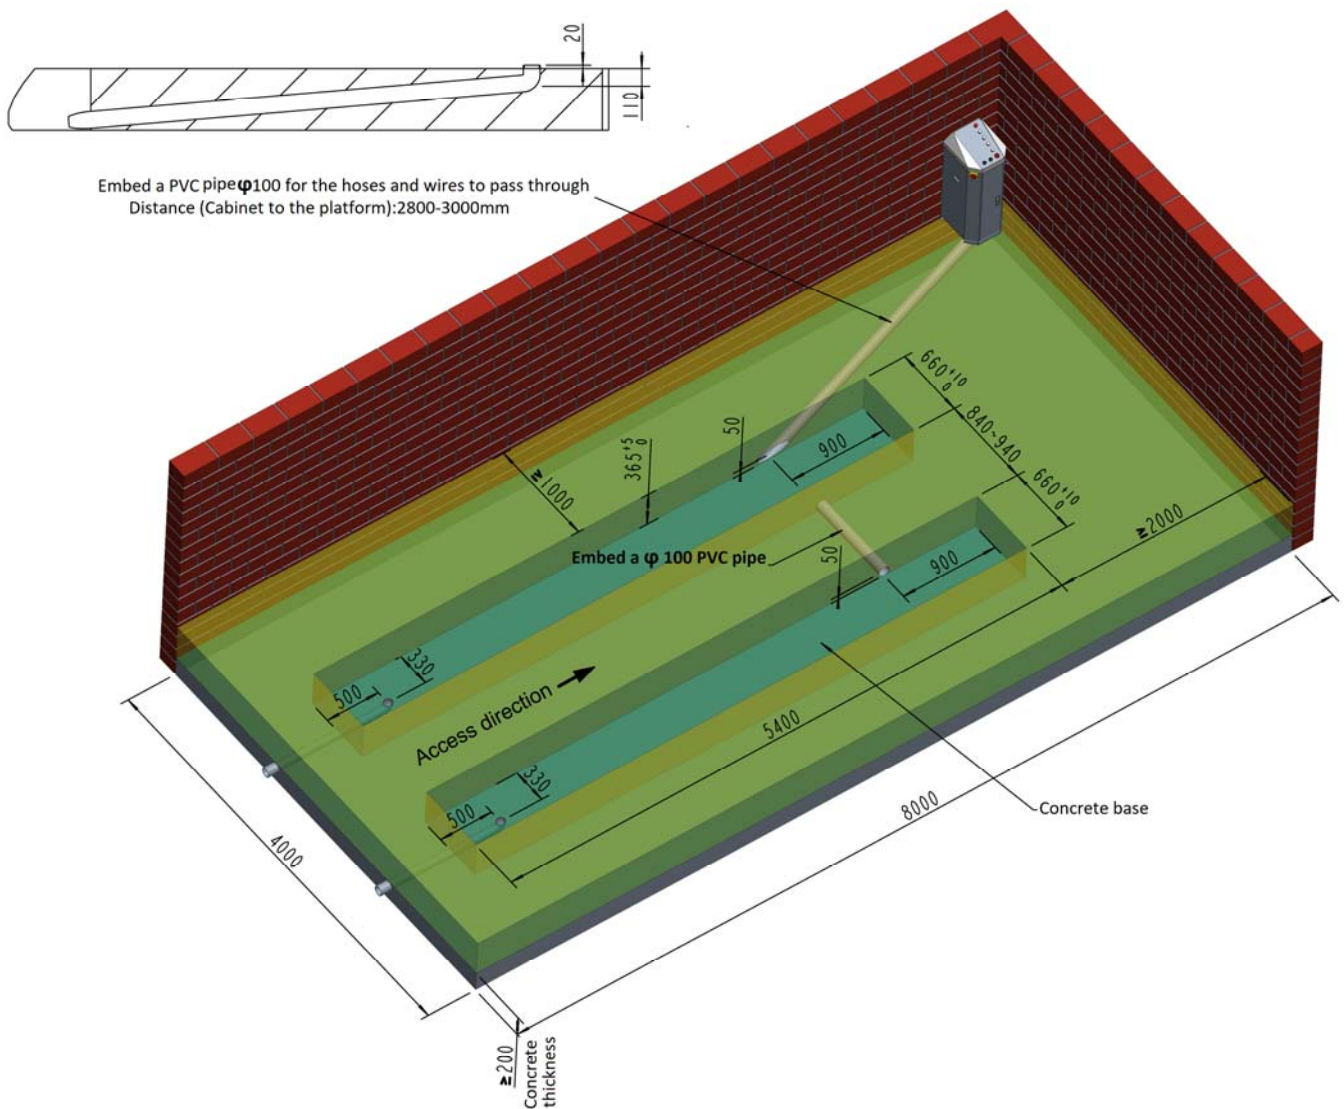 20
110
Embed a PVC pipeφ100 for the hoses and wires to pass through
Distance (Cabinet to the platform):2800-3000mm
660 +10 0
840~940
660 +10 0
50
900
365 +5 0
≥1000
≥2000
Embed a φ 100 PVC pipe
50
900
330
500
Access direction
5400
330
500
8000
Concrete base
4000
≥200
Concrete
thickness